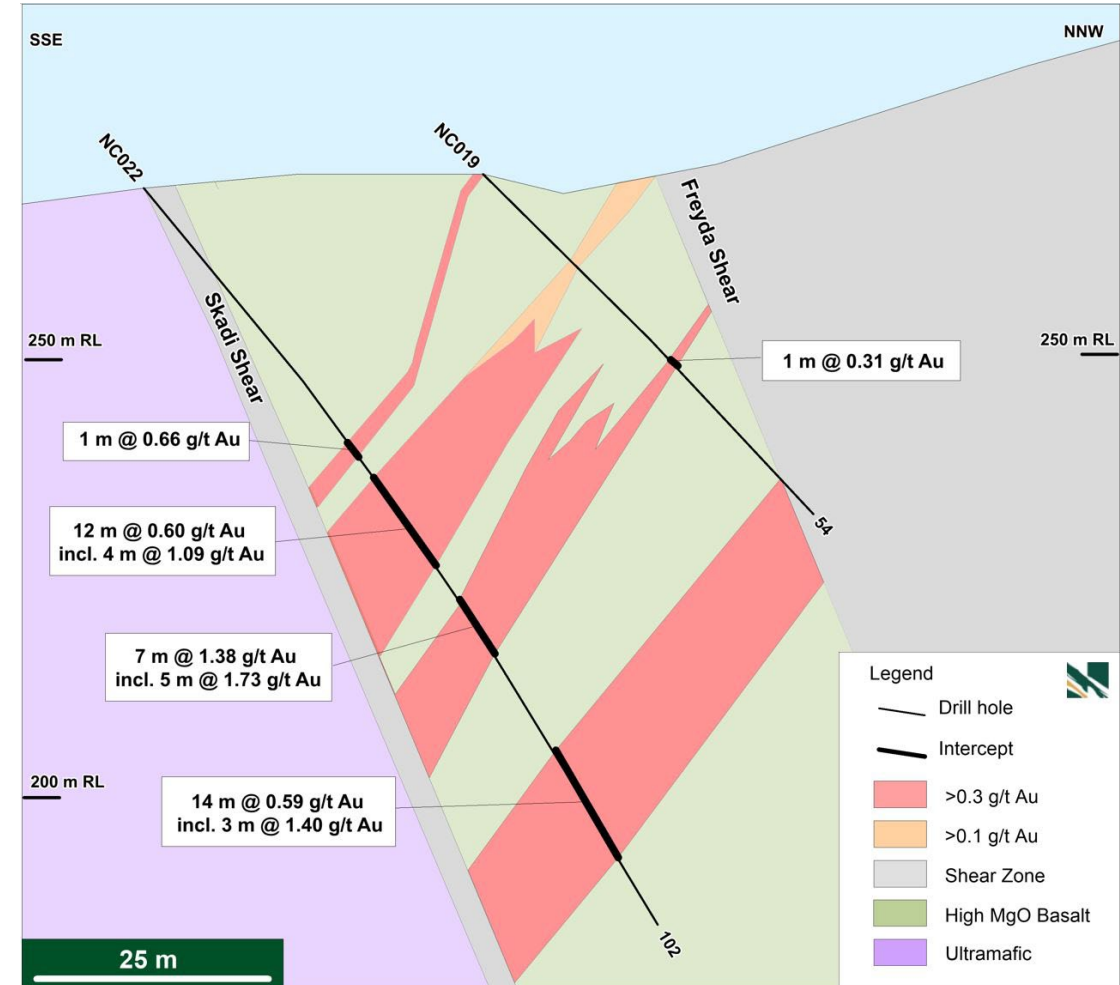 SSE
NNW
NC022
NC019
Freyda Shear
Skadi Shear
250 m RL
250 m RL
1 m @ 0.31 g/t Au
1 m @ 0.66 g/t Au
12 m @ 0.60 g/t Au
incl. 4 m @ 1.09 g/t Au
54
7 m @ 1.38 g/t Au
incl. 5 m @ 1.73 g/t Au
200 m RL
14 m @ 0.59 g/t Au
incl. 3 m @ 1.40 g/t Au
102
25 m
Legend
Drill hole
Intercept
>0.3 g/t Au
>0.1 g/t Au
Shear Zone
High MgO Basalt
Ultramafic